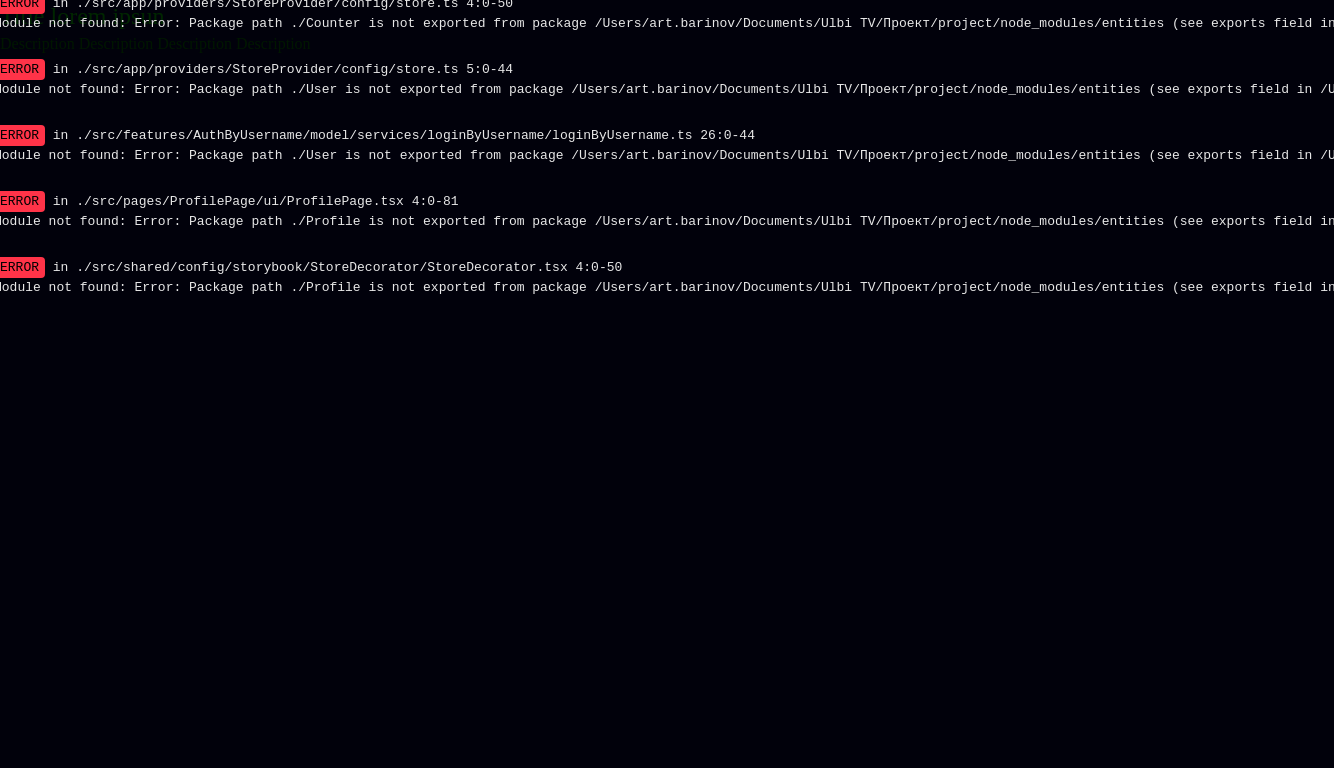 ERROR in ./src/app/providers/StoreProvider/config/store.ts 4:0-50
Module not found: Error: Package path ./Counter is not exported from package /Users/art.barinov/Documents/Ulbi TV/Проект/project/node_modules/entities (see exports field in
Description Description Description Description
ERROR in ./src/app/providers/StoreProvider/config/store.ts 5:0-44
Module not found: Error: Package path ./User is not exported from package /Users/art.barinov/Documents/Ulbi TV/Проект/project/node_modules/entities (see exports field in /U
ERROR in ./src/features/AuthByUsername/model/services/loginByUsername/loginByUsername.ts 26:0-44
Module not found: Error: Package path ./User is not exported from package /Users/art.barinov/Documents/Ulbi TV/Проект/project/node_modules/entities (see exports field in /U
ERROR in ./src/pages/ProfilePage/ui/ProfilePage.tsx 4:0-81
Module not found: Error: Package path ./Profile is not exported from package /Users/art.barinov/Documents/Ulbi TV/Проект/project/node_modules/entities (see exports field in
ERROR in ./src/shared/config/storybook/StoreDecorator/StoreDecorator.tsx 4:0-50
Module not found: Error: Package path ./Profile is not exported from package /Users/art.barinov/Documents/Ulbi TV/Проект/project/node_modules/entities (see exports field in